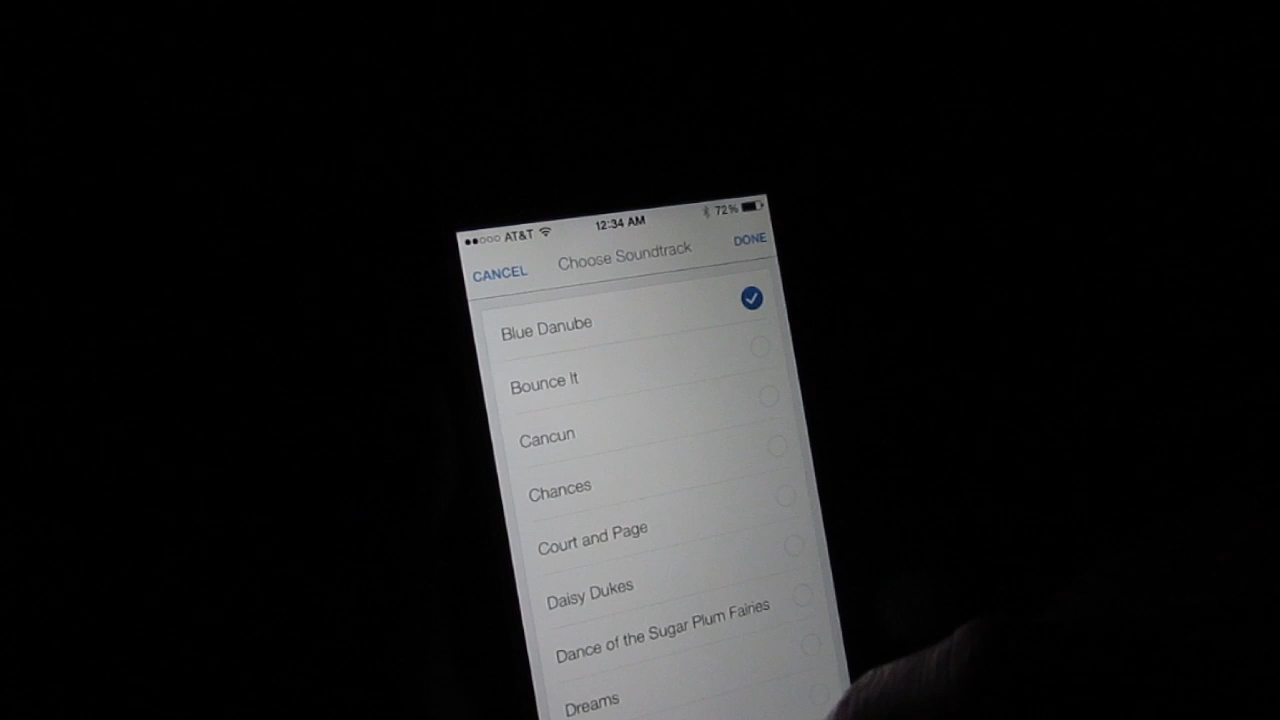 AT&T 12:34 AM 72%
CANCEL Choose Soundtrack DONE
Blue Danube
Bounce It
Cancun
Chances
Court and Page
Daisy Dukes
Dance of the Sugar Plum Fairies
Dreams